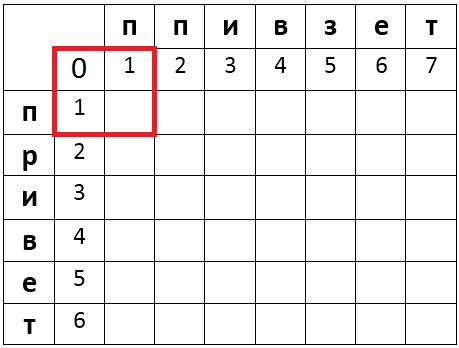 п п и в з е т
0 1 2 3 4 5 6 7
п 1
р 2
и 3
в 4
е 5
т 6